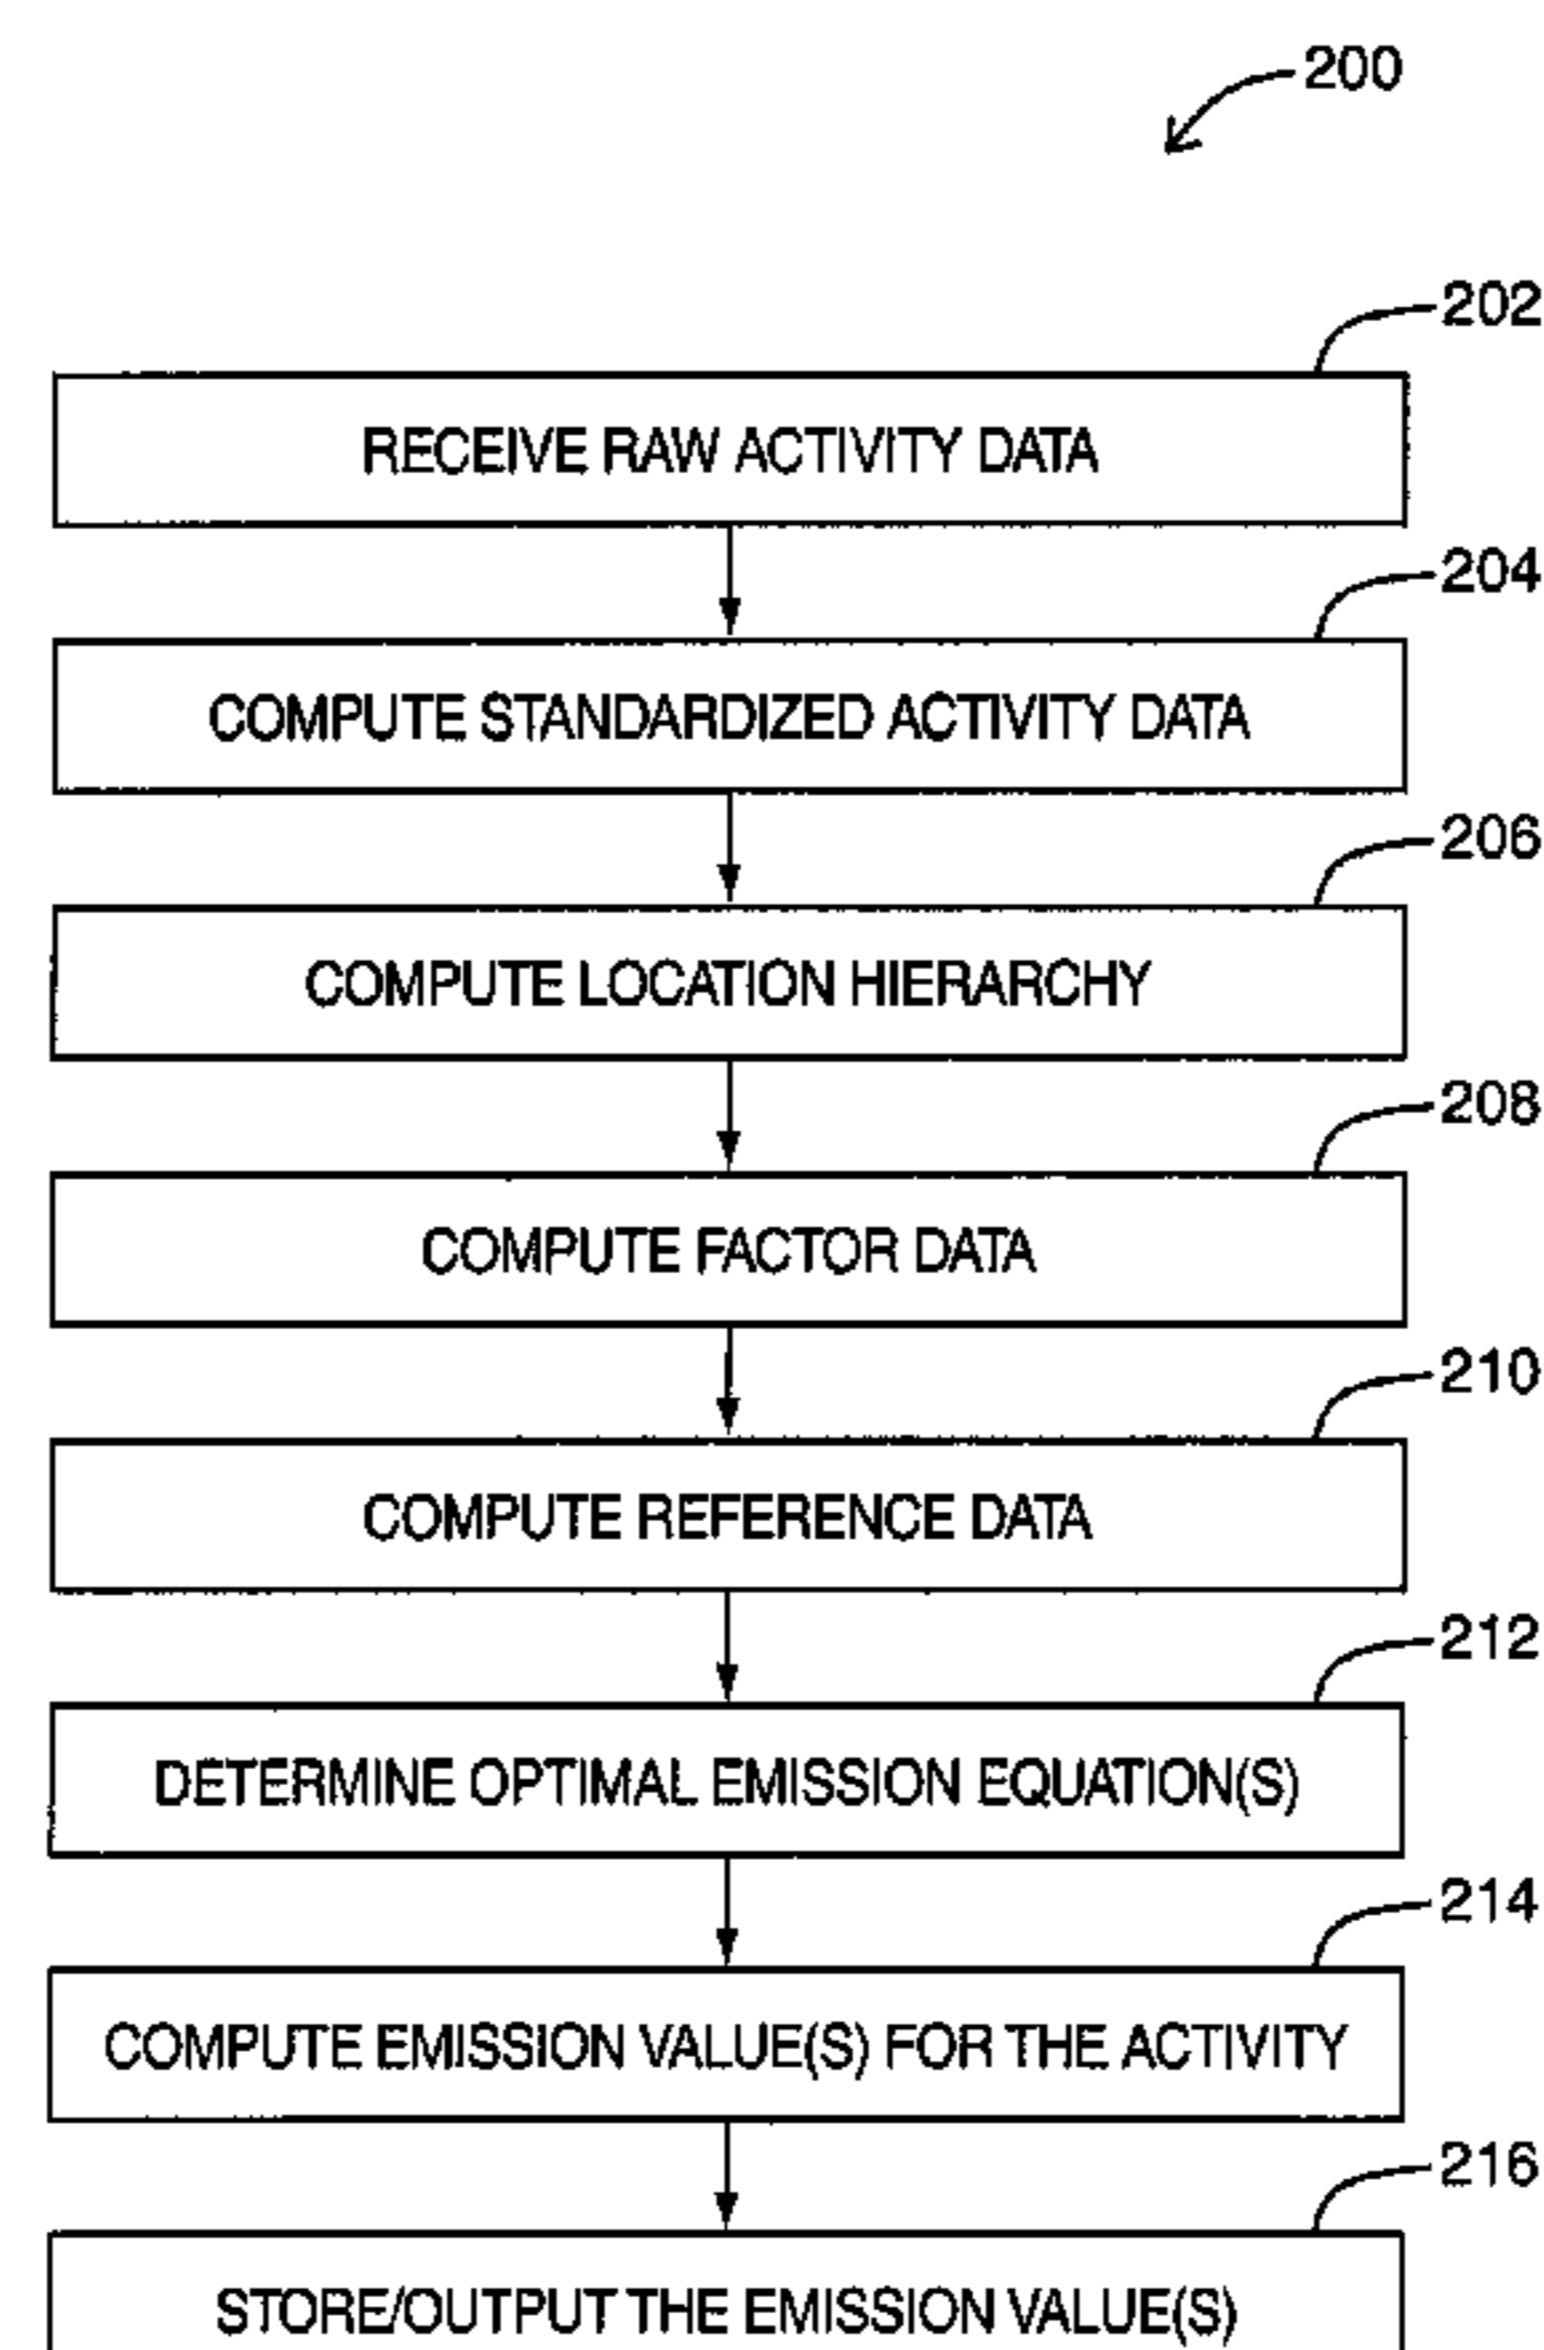 200
202
RECEIVE RAW ACTIVITY DATA
204
COMPUTE STANDARDIZED ACTIVITY DATA
206
COMPUTE LOCATION HIERARCHY
208
COMPUTE FACTOR DATA
210
COMPUTE REFERENCE DATA
212
DETERMINE OPTIMAL EMISSION EQUATION(S)
214
COMPUTE EMISSION VALUE(S) FOR THE ACTIVITY
216
STORE/OUTPUT THE EMISSION VALUE(S)